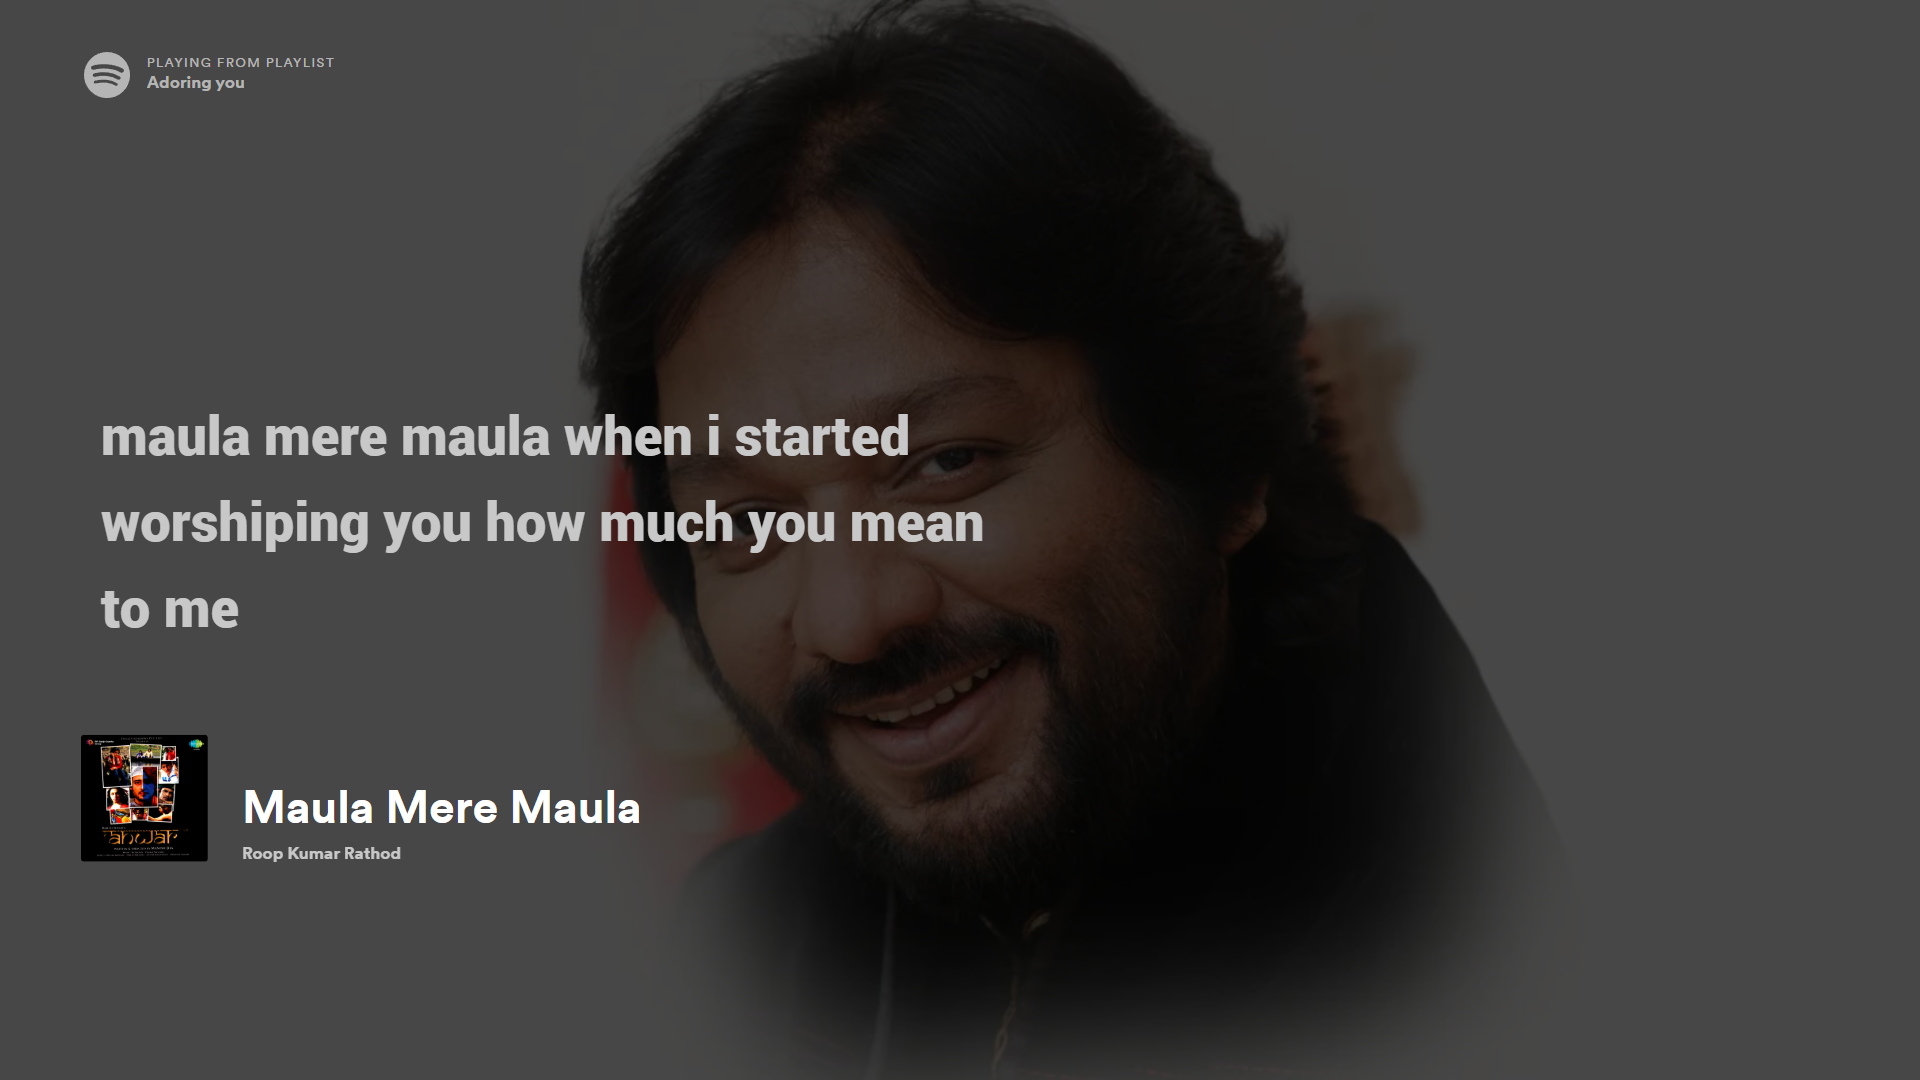 PLAYING FROM PLAYLIST
Adoring you
maula mere maula when i started
worshiping you how much you mean
to me
anwar
Maula Mere Maula
Roop Kumar Rathod